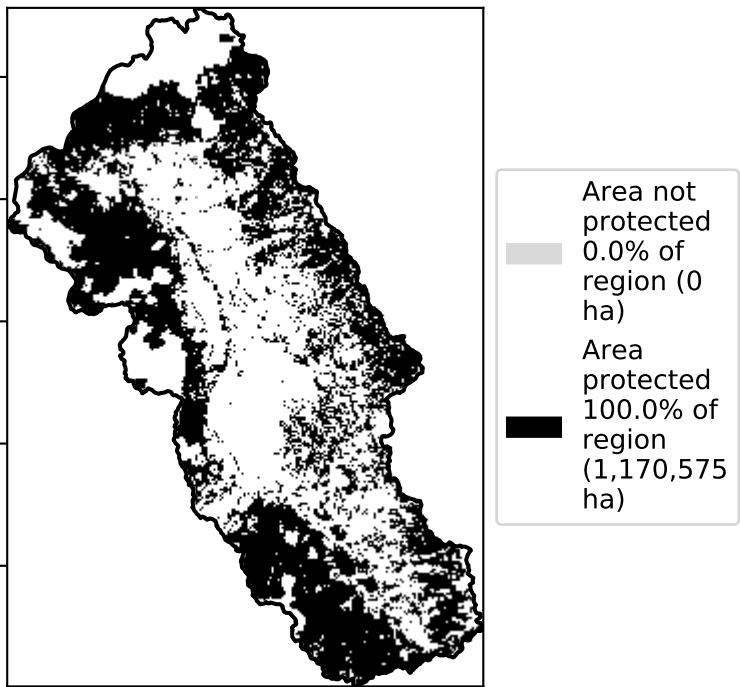 Area not
protected
0.0% of
region (0
ha)
Area
protected
100.0% of
region
(1,170,575
ha)